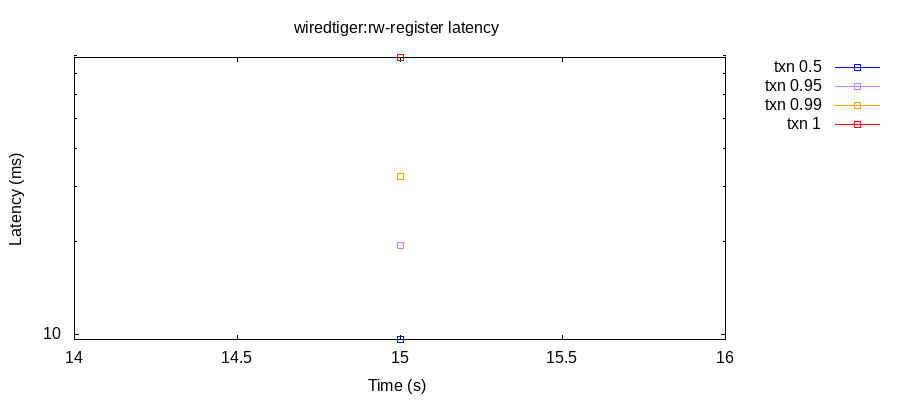 wiredtiger:rw-register latency
txn 0.5
txn 0.95
txn 0.99
txn 1
Latency (ms)
10
14
14.5
15
15.5
16
Time (s)